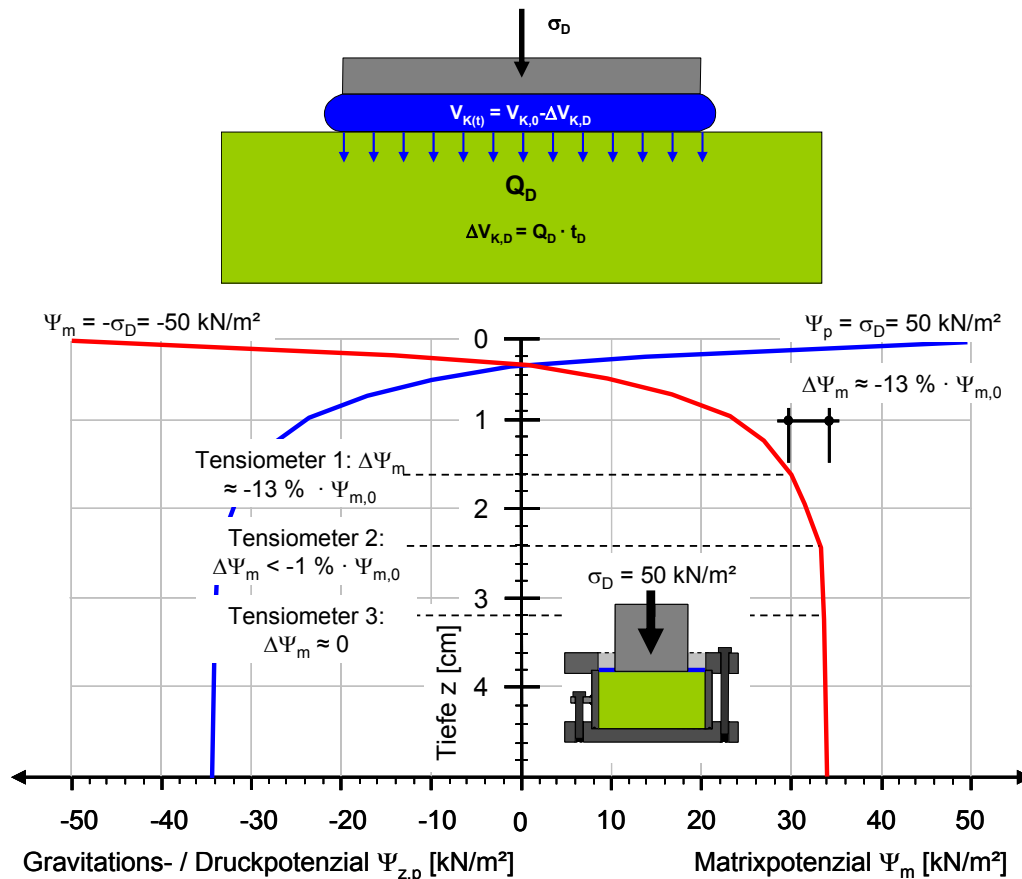 σD
VK(t) = VK,0-ΔVK,D
QD
ΔVK,D = QD · tD
Ψm = -σD= -50 kN/m²
Ψp = σD= 50 kN/m²
ΔΨm ≈ -13 % · Ψm,0
Tensiometer 1: ΔΨm
≈ -13 % · Ψm,0
Tensiometer 2:
ΔΨm < -1 % · Ψm,0
Tensiometer 3:
ΔΨm ≈ 0
σD = 50 kN/m²
Tiefe z [cm]
0
1
2
3
4
-50 -40 -30 -20 -10 0 10 20 30 40 50
Gravitations- / Druckpotenzial Ψz,p [kN/m²]
Matrixpotenzial Ψm [kN/m²]